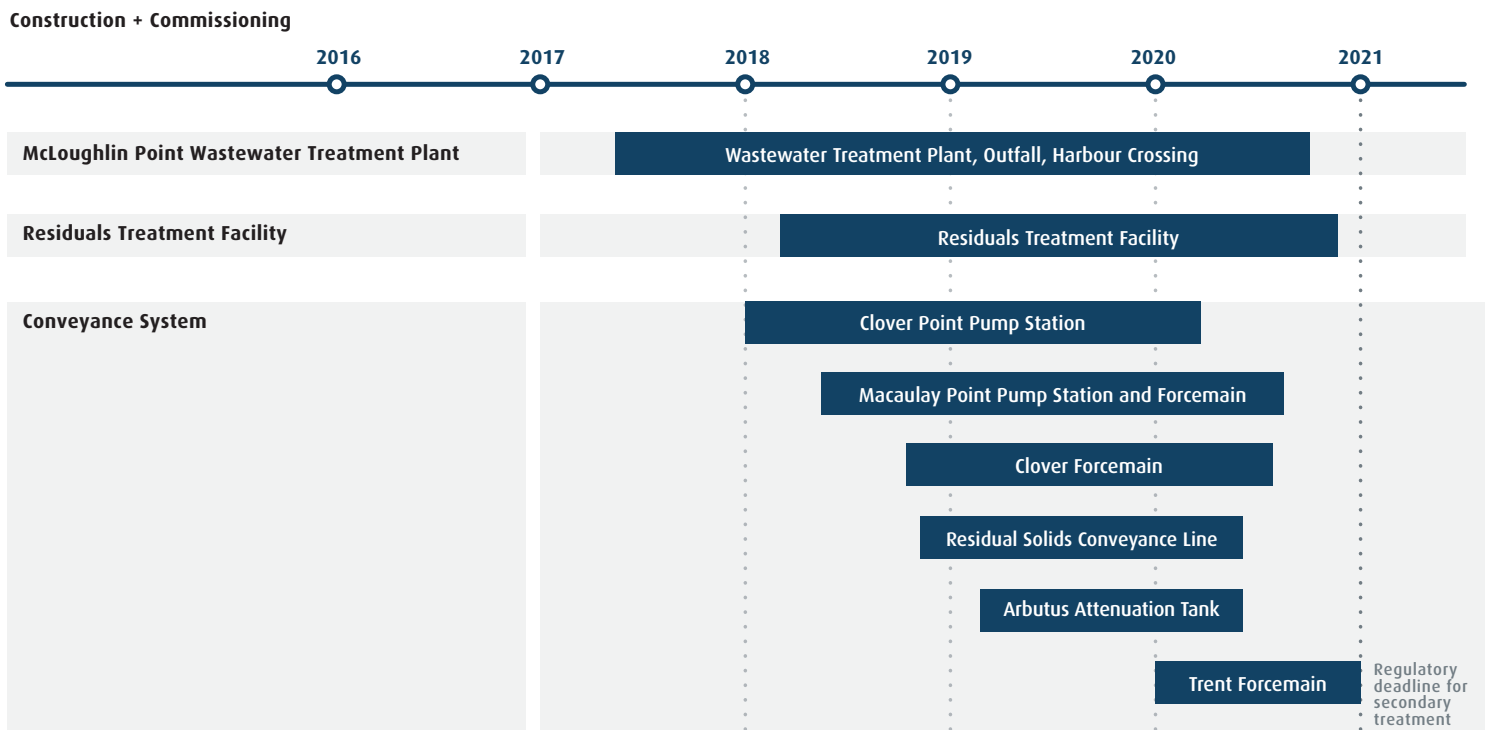 Construction + Commissioning
2016 2017 2018 2019 2020 2021
McLoughlin Point Wastewater Treatment Plant
Wastewater Treatment Plant, Outfall, Harbour Crossing
Residuals Treatment Facility
Residuals Treatment Facility
Conveyance System
Clover Point Pump Station
Macaulay Point Pump Station and Forcemain
Clover Forcemain
Residual Solids Conveyance Line
Arbutus Attenuation Tank
Trent Forcemain
Regulatory
deadline for
secondary
treatment